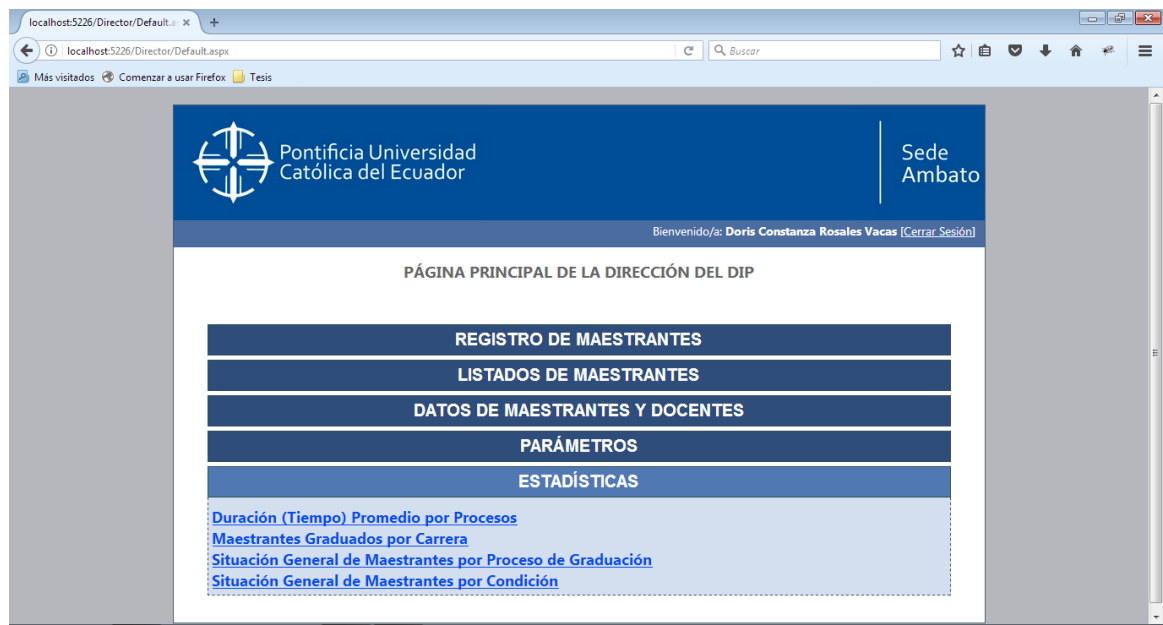 localhost:5226/Director/Default.a
localhost:5226/Director/Default.aspx
Buscar
Más visitados Comenzar a usar Firefox Tesis
Pontificia Universidad
Católica del Ecuador
Sede
Ambato
Bienvenido/a: Doris Constanza Rosales Vacas [Cerrar Sesión]
PÁGINA PRINCIPAL DE LA DIRECCIÓN DEL DIP
REGISTRO DE MAESTRANTES
LISTADOS DE MAESTRANTES
DATOS DE MAESTRANTES Y DOCENTES
PARÁMETROS
ESTADÍSTICAS
Duración (Tiempo) Promedio por Procesos
Maestrantes Graduados por Carrera
Situación General de Maestrantes por Proceso de Graduación
Situación General de Maestrantes por Condición